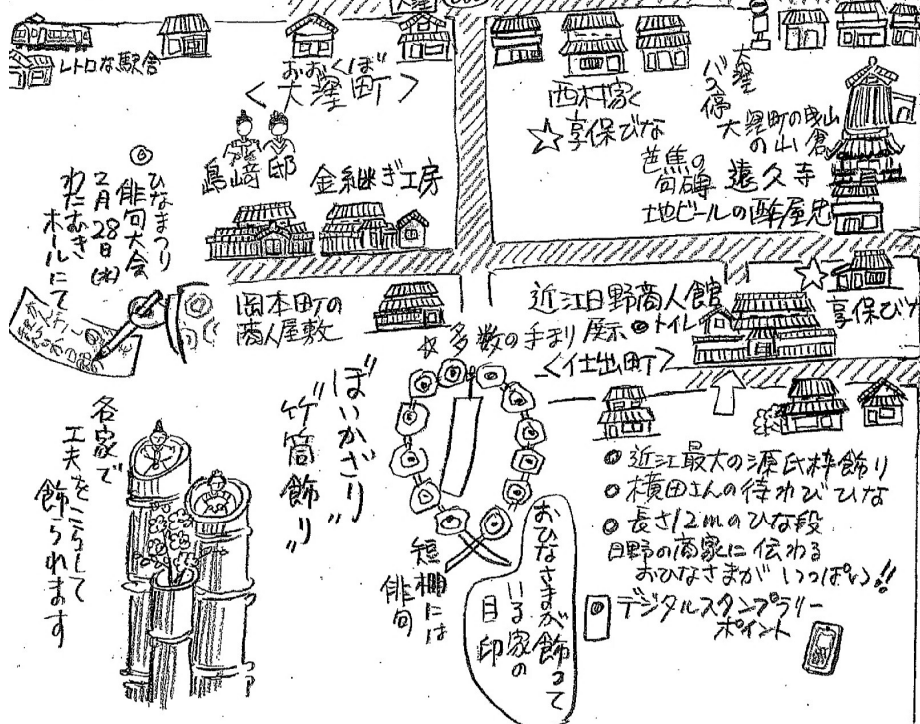 レトロな駅舎
おおくぼ
＜大窪町＞
島崎邸
金継ぎ工房
西村家
☆享保びな
大窪
バス停
大窪町の曳山
の山倉
芭蕉の
句碑
遠久寺
地ビールの酢屋忠
ひなまつり
俳句大会
2月28日(水)
わたむき
ホールにて
岡本町の
商人屋敷
近江日野商人館
☆多数の手まり展示
トイレ
＜仕出町＞
☆
享保びな
"ぼいかざり"
"竹筒飾り"
各家で
工夫をこらして
飾られます
短冊には
俳句
おひなさまが飾って
いる家の
目印
◎近江最大の源氏枠飾り
◎横田さんの待わびひな
◎長さ12mのひな段
日野の商家に伝わる
おひなさまがいっぱい!!
デジタルスタンプラリー
ポイント